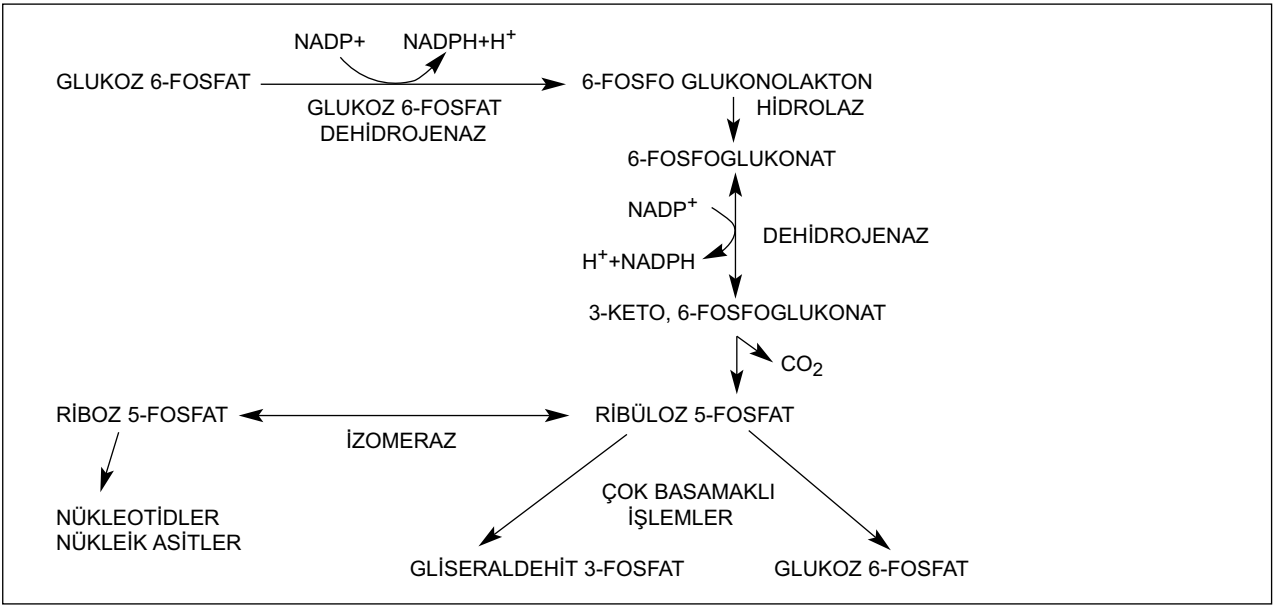 NADP+ NADPH+H+
GLUKOZ 6-FOSFAT 6-FOSFO GLUKONOLAKTON
GLUKOZ 6-FOSFAT
DEHİDROJENAZ
HİDROLAZ
6-FOSFOGLUKONAT
NADP+
DEHİDROJENAZ
H++NADPH
3-KETO, 6-FOSFOGLUKONAT
CO2
RİBOZ 5-FOSFAT RİBÜLOZ 5-FOSFAT
İZOMERAZ
ÇOK BASAMAKLI
İŞLEMLER
NÜKLEOTİDLER
NÜKLEİK ASİTLER
GLİSERALDEHİT 3-FOSFAT GLUKOZ 6-FOSFAT